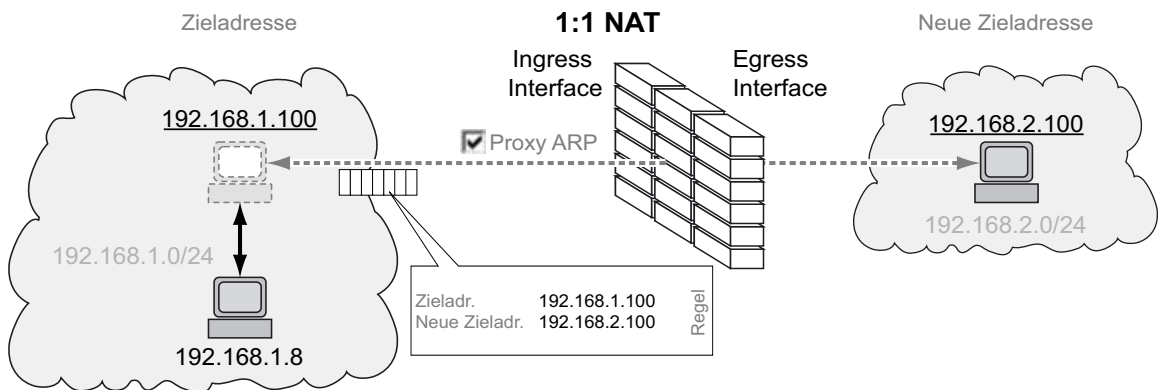 Zieladresse
1:1 NAT
Neue Zieladresse
Ingress
Interface
Egress
Interface
192.168.1.100
Proxy ARP
192.168.2.100
192.168.1.0/24
192.168.2.0/24
Zieladr. 192.168.1.100
Neue Zieladr. 192.168.2.100
Regel
192.168.1.8